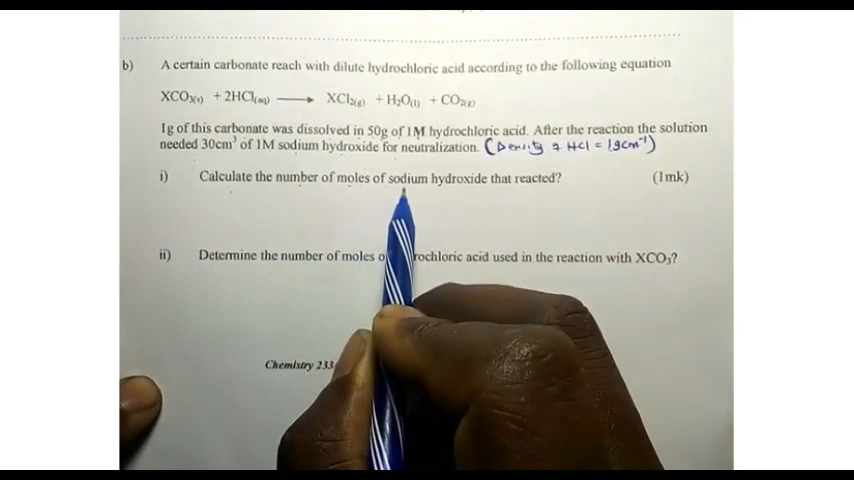 b) A certain carbonate reach with dilute hydrochloric acid according to the following equation
XCO3(s) + 2HCl(aq) ⟶ XCl2(g) + H2O(l) + CO2(g)
1g of this carbonate was dissolved in 50g of 1M hydrochloric acid. After the reaction the solution
needed 30cm³ of 1M sodium hydroxide for neutralization. (Density of HCl = 1gcm⁻¹)
i) Calculate the number of moles of sodium hydroxide that reacted? (1mk)
ii) Determine the number of moles rochloric acid used in the reaction with XCO3?
Chemistry 233